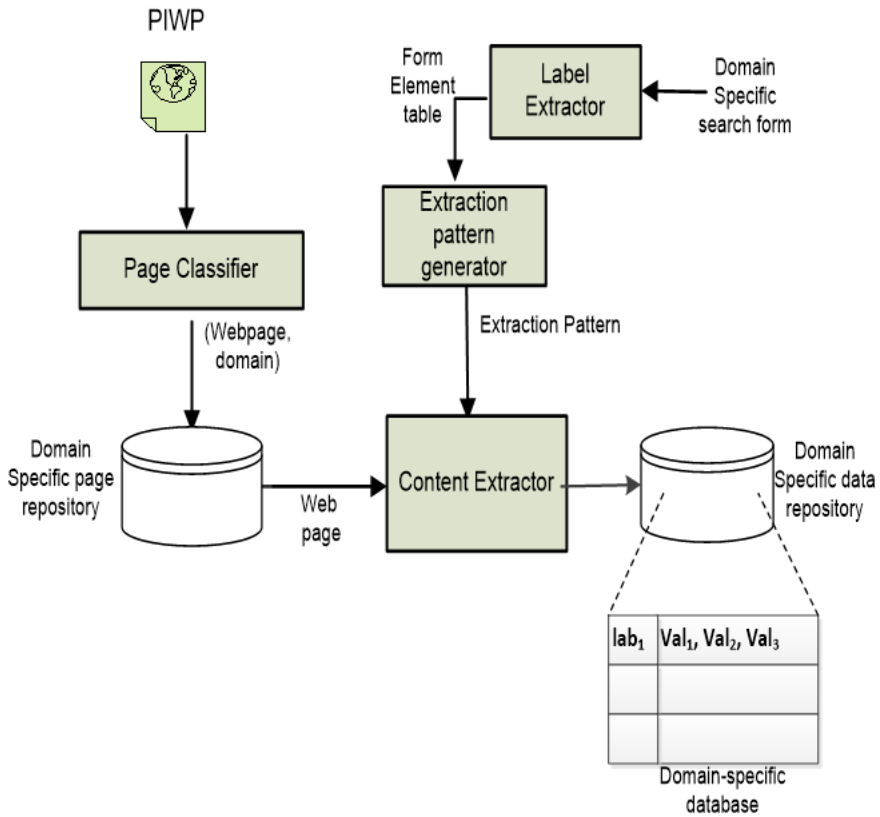 PIWP
Form
Element
table
Label
Extractor
Domain
Specific
search form
Extraction
pattern
generator
Page Classifier
(Webpage,
domain)
Extraction Pattern
Domain
Specific page
repository
Web
page
Content Extractor
Domain
Specific data
repository
lab₁ Val₁, Val₂, Val₃
Domain-specific
database